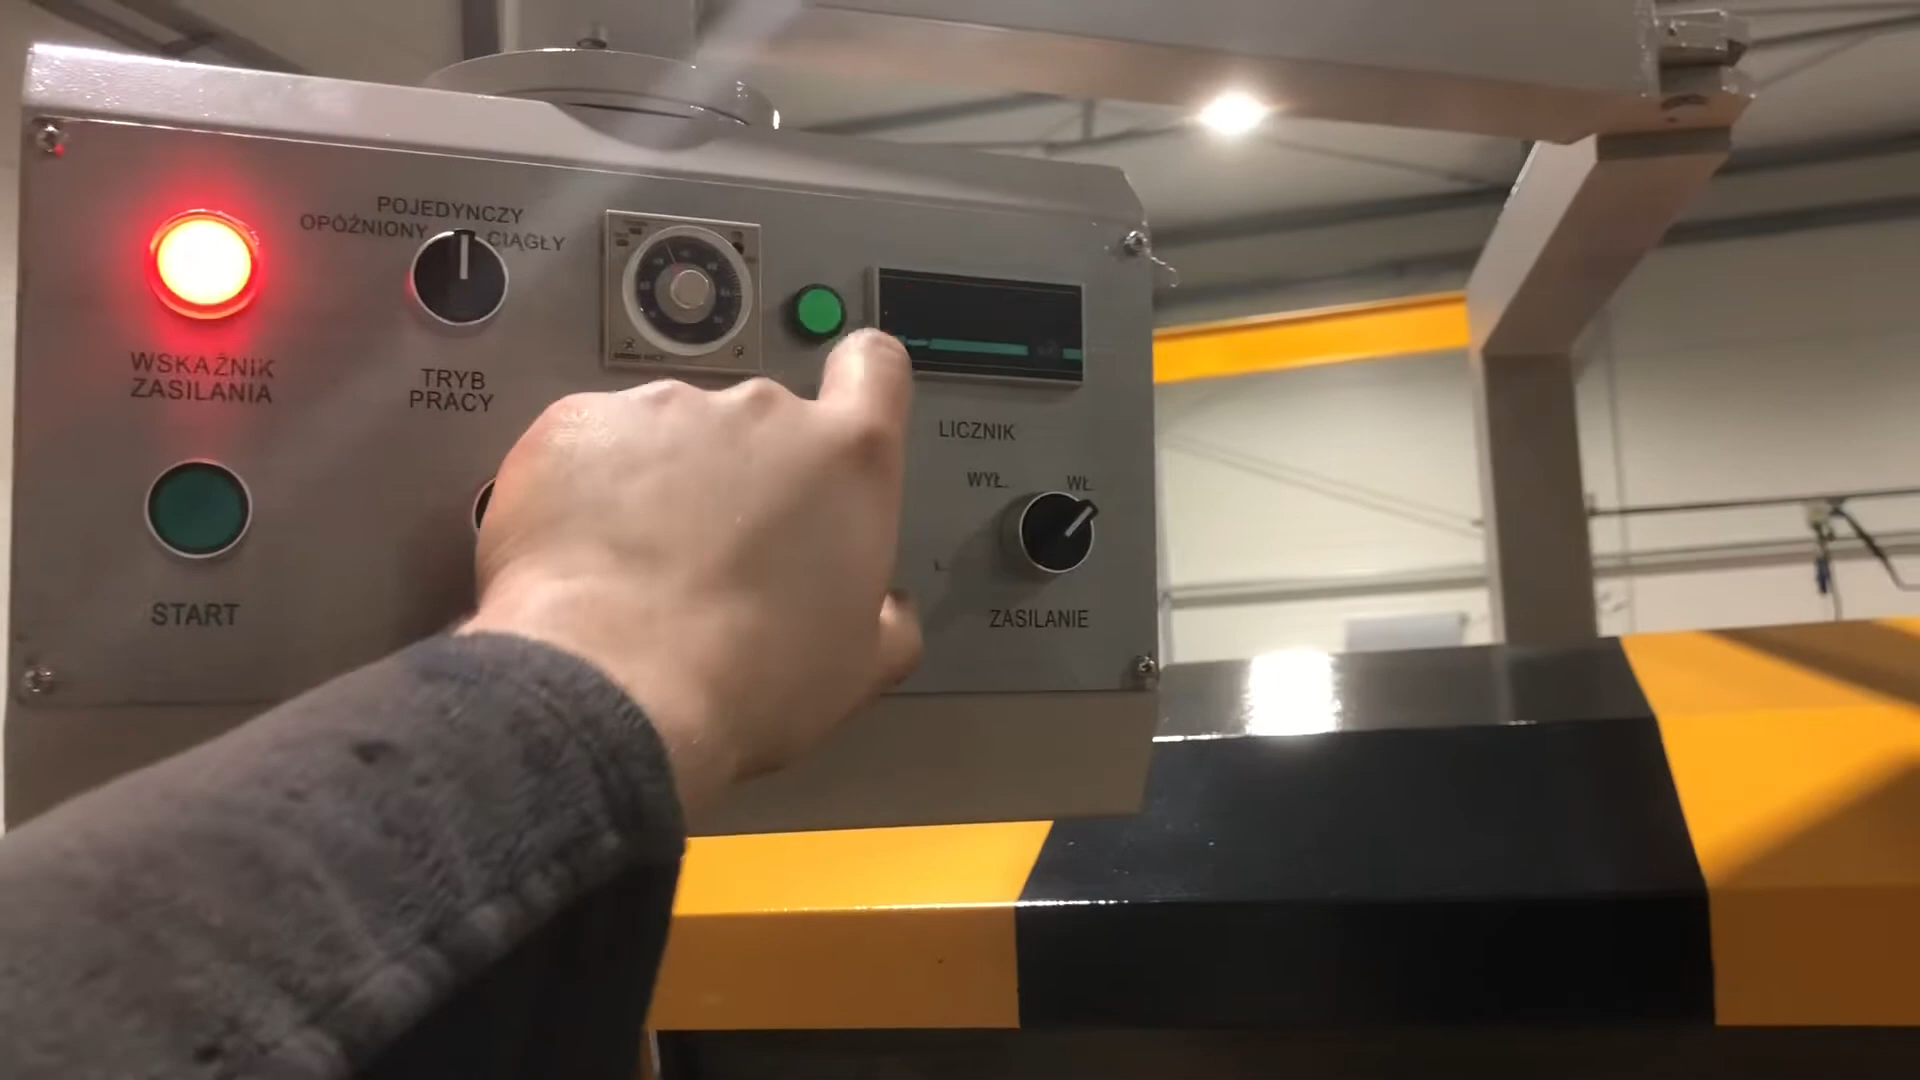 POJEDYNCZY
OPÓŹNIONY CIĄGŁY
WSKAŹNIK
ZASILANIA
TRYB
PRACY
LICZNIK
WYŁ. WŁ.
START
ZASILANIE